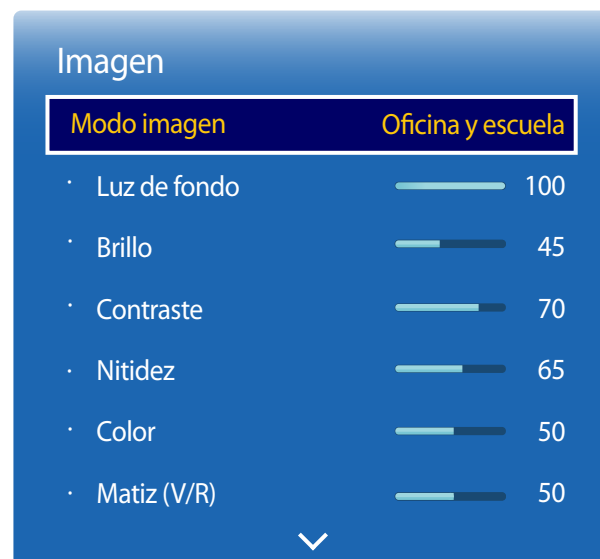 Imagen
Modo imagen Oficina y escuela
· Luz de fondo 100
· Brillo 45
· Contraste 70
· Nitidez 65
· Color 50
· Matiz (V/R) 50